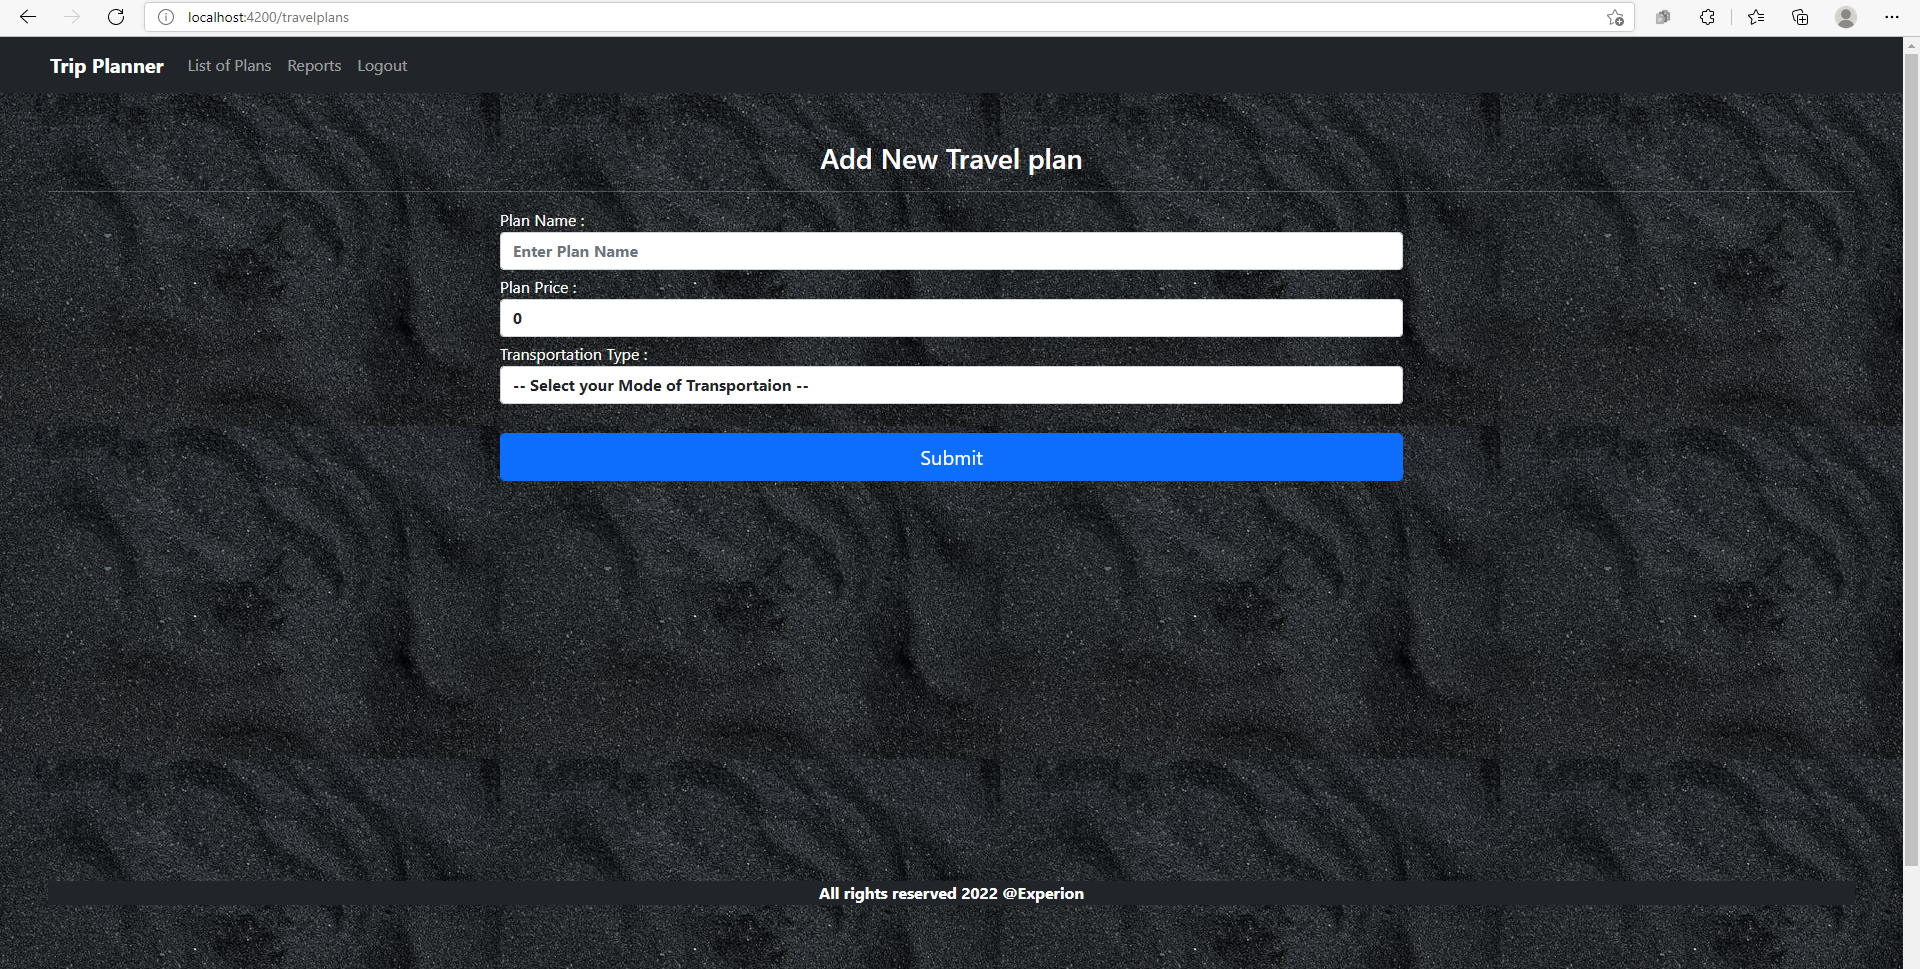 localhost:4200/travelplans
Trip Planner List of Plans Reports Logout
Add New Travel plan
Plan Name :
Enter Plan Name
Plan Price :
0
Transportation Type :
-- Select your Mode of Transportaion --
Submit
All rights reserved 2022 @Experion